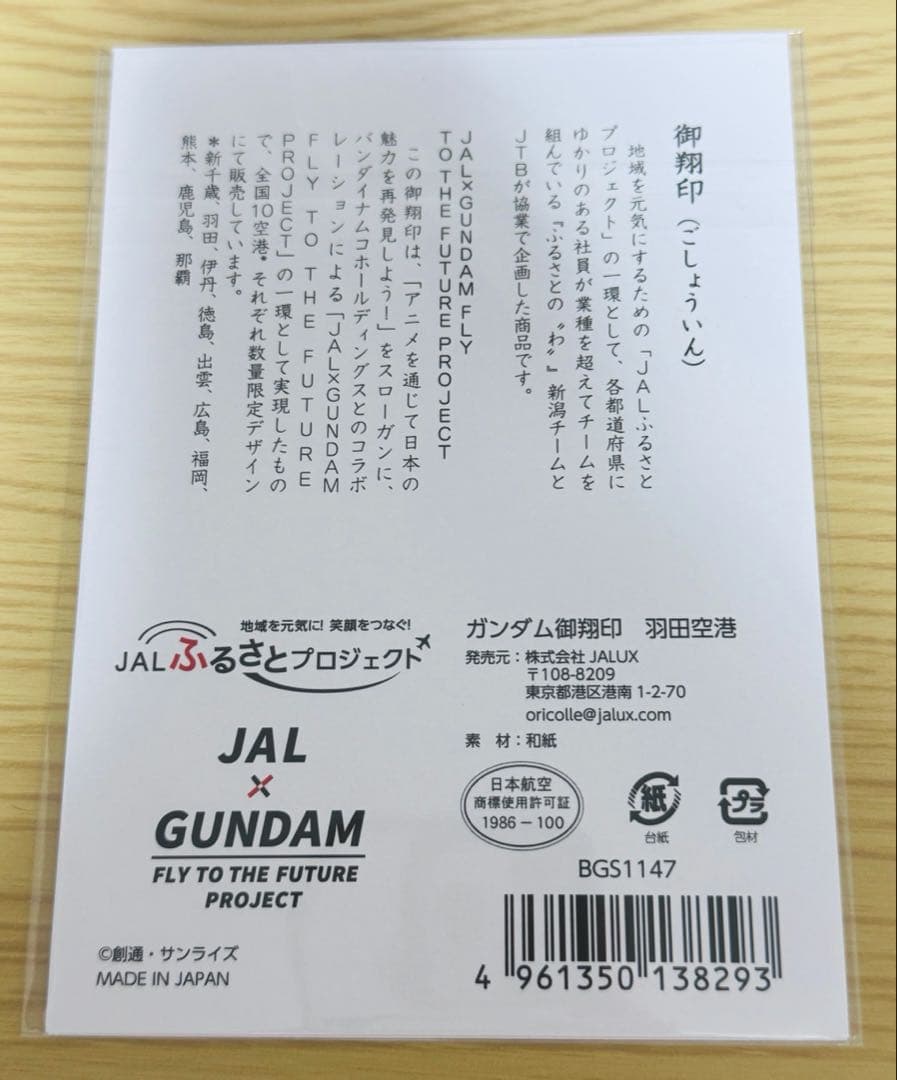 御翔印（ごしょういん）
地域を元気にするための「JALふるさと
プロジェクト」の一環として、各都道府県に
ゆかりのある社員が業種を超えてチームを
組んでいる『ふるさとの〝わ〟』新潟チームと
JTBが協業で企画した商品です。
JAL×GUNDAM FLY
TO THE FUTURE PROJECT
この御翔印は、「アニメを通じて日本の
魅力を再発見しよう！」をスローガンに、
バンダイナムコホールディングスとのコラボ
レーションによる「JAL×GUNDAM
FLY TO THE FUTURE
PROJECT」の一環として実現したもの
で、全国10空港＊それぞれ数量限定デザイン
にて販売しています。
＊新千歳、羽田、伊丹、徳島、出雲、広島、福岡、
熊本、鹿児島、那覇
地域を元気に! 笑顔をつなぐ!
JALふるさとプロジェクト
JAL
×
GUNDAM
FLY TO THE FUTURE
PROJECT
©創通・サンライズ
MADE IN JAPAN
ガンダム御翔印 羽田空港
発売元：株式会社 JALUX
〒108-8209
東京都港区港南 1-2-70
oricolle@jalux.com
素 材：和紙
日本航空
商標使用許可証
1986－100
紙
台紙
プラ
包材
BGS1147
4 961350 138293